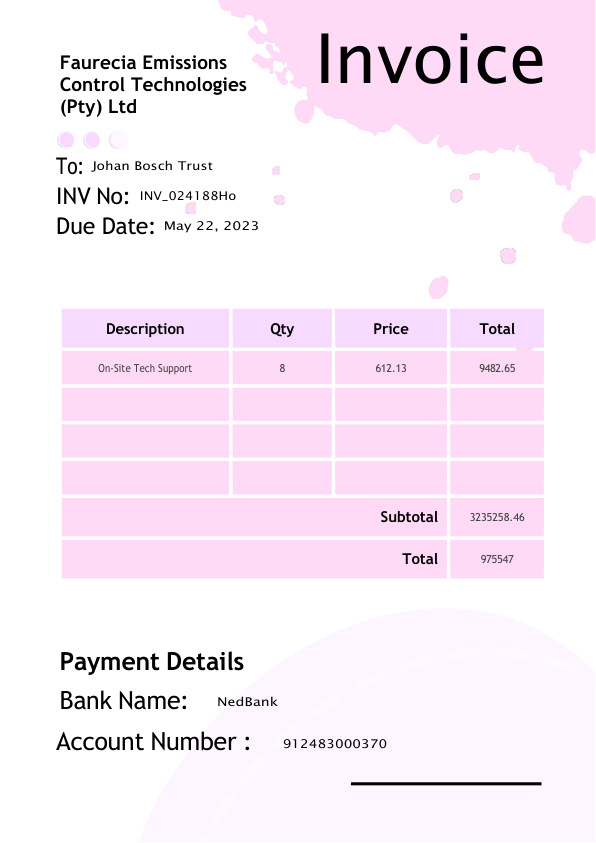 Invoice
Faurecia Emissions
Control Technologies
(Pty) Ltd
To: Johan Bosch Trust
INV No: INV_024188Ho
Due Date: May 22, 2023
Description Qty Price Total
On-Site Tech Support 8 612.13 9482.65
Subtotal 3235258.46
Total 975547
Payment Details
Bank Name: NedBank
Account Number : 912483000370